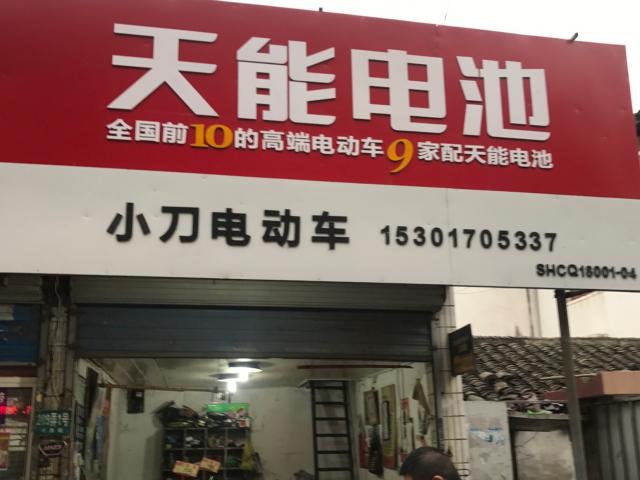 天能电池
全国前10的高端电动车9家配天能电池
小刀电动车 15301705337
SHCQ18001-04